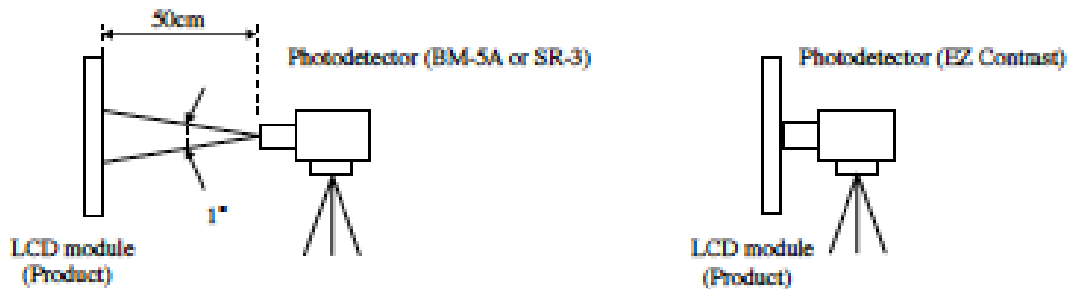 50cm
Photodetector (BM-5A or SR-3)
1°
LCD module
(Product)
Photodetector (EZ Contrast)
LCD module
(Product)